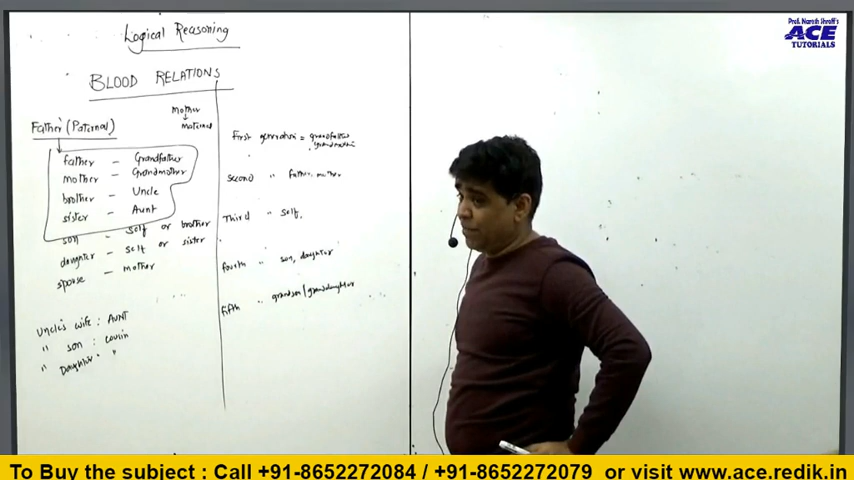 Logical Reasoning
BLOOD RELATIONS
Prof. Naresh Shroff's
ACE
TUTORIALS
Mother
maternal
Father (Paternal)
father - Grandfather
mother - Grandmother
brother - Uncle
sister - Aunt
son - self or brother
daughter - self or sister
spouse - mother
Uncle's wife : AUNT
" son : cousin
" Daughter " "
First generation = grandfather
, grandmother
Second " father, mother
Third " self,
fourth " son, daughter
fifth " grandson/granddaughter
To Buy the subject : Call +91-8652272084 / +91-8652272079 or visit www.ace.redik.in